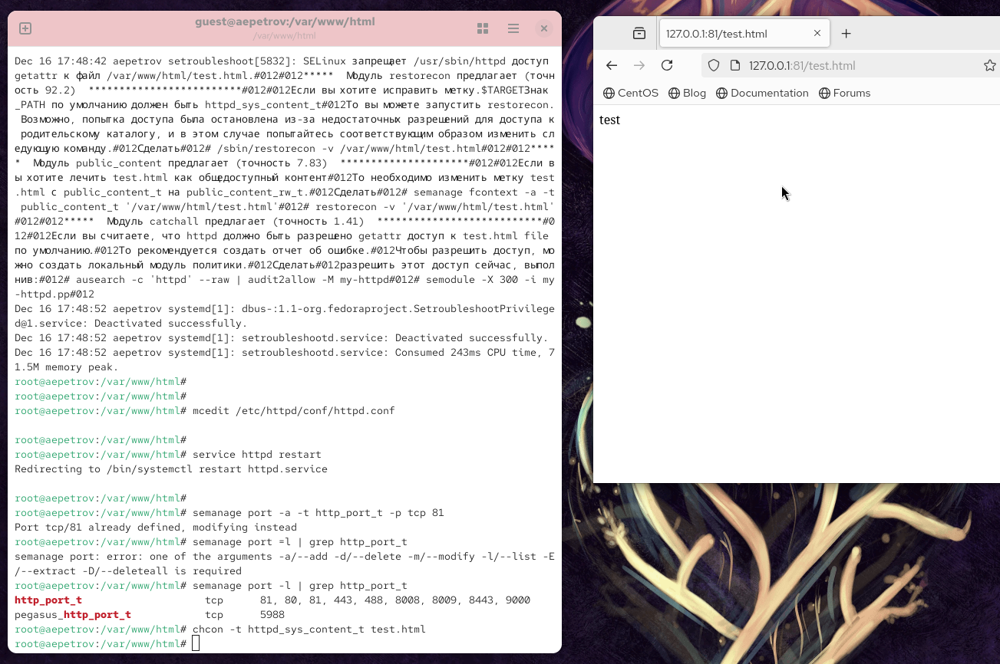 guest@aepetrov:/var/www/html
/var/www/html
Dec 16 17:48:42 aepetrov setroubleshoot[5832]: SELinux запрещает /usr/sbin/httpd доступ
getattr к файл /var/www/html/test.html.#012#012*****  Модуль restorecon предлагает (точн
ость 92.2)  ************************#012#012Если вы хотите исправить метку.$TARGETЗнак
_PATH по умолчанию должен быть httpd_sys_content_t#012То вы можете запустить restorecon.
Возможно, попытка доступа была остановлена из-за недостаточных разрешений для доступа к
родительскому каталогу, и в этом случае попытайтесь соответствующим образом изменить сл
едующую команду.#012Сделать#012# /sbin/restorecon -v /var/www/html/test.html#012#012****
*  Модуль public_content предлагает (точность 7.83)  *********************#012#012Если в
ы хотите лечить test.html как общедоступный контент#012То необходимо изменить метку test
.html с public_content_t на public_content_rw_t.#012Сделать#012# semanage fcontext -a -t
public_content_t '/var/www/html/test.html'#012# restorecon -v '/var/www/html/test.html'
#012#012*****  Модуль catchall предлагает (точность 1.41)  **************************#0
12#012Если вы считаете, что httpd должно быть разрешено getattr доступ к test.html file
по умолчанию.#012То рекомендуется создать отчет об ошибке.#012Чтобы разрешить доступ, мо
жно создать локальный модуль политики.#012Сделать#012разрешить этот доступ сейчас, выпол
нив:#012# ausearch -c 'httpd' --raw | audit2allow -M my-httpd#012# semodule -X 300 -i my
-httpd.pp#012
Dec 16 17:48:52 aepetrov systemd[1]: dbus-:1.1-org.fedoraproject.SetroubleshootPrivilege
d@1.service: Deactivated successfully.
Dec 16 17:48:52 aepetrov systemd[1]: setroubleshootd.service: Deactivated successfully.
Dec 16 17:48:52 aepetrov systemd[1]: setroubleshootd.service: Consumed 243ms CPU time, 7
1.5M memory peak.
root@aepetrov:/var/www/html#
root@aepetrov:/var/www/html#
root@aepetrov:/var/www/html# mcedit /etc/httpd/conf/httpd.conf
root@aepetrov:/var/www/html#
root@aepetrov:/var/www/html# service httpd restart
Redirecting to /bin/systemctl restart httpd.service
root@aepetrov:/var/www/html#
root@aepetrov:/var/www/html# semanage port -a -t http_port_t -p tcp 81
Port tcp/81 already defined, modifying instead
root@aepetrov:/var/www/html# semanage port =l | grep http_port_t
semanage port: error: one of the arguments -a/--add -d/--delete -m/--modify -l/--list -E
/--extract -D/--deleteall is required
root@aepetrov:/var/www/html# semanage port -l | grep http_port_t
http_port_t                    tcp      81, 80, 81, 443, 488, 8008, 8009, 8443, 9000
pegasus_http_port_t            tcp      5988
root@aepetrov:/var/www/html# chcon -t httpd_sys_content_t test.html
root@aepetrov:/var/www/html#
127.0.0.1:81/test.html
127.0.0.1:81/test.html
CentOS Blog Documentation Forums
test